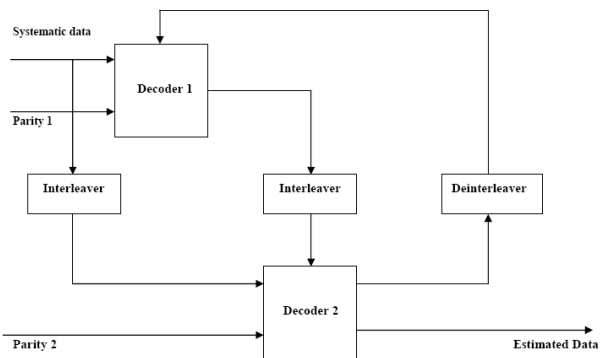 Systematic data
Decoder 1
Parity 1
Interleaver
Interleaver
Deinterleaver
Decoder 2
Parity 2
Estimated Data